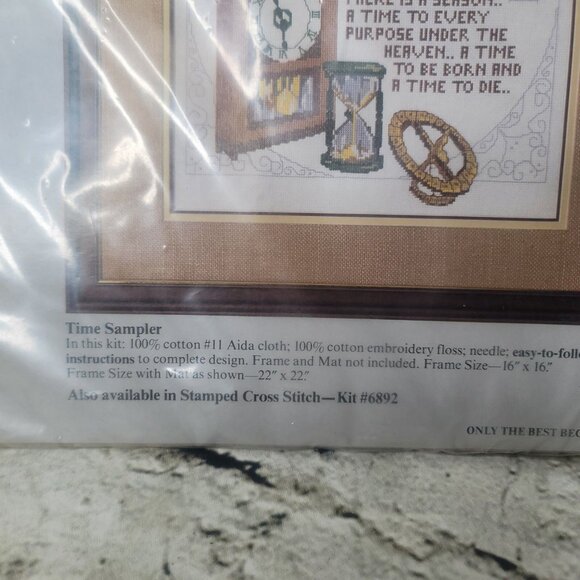 THERE IS A SEASON..
A TIME TO EVERY
PURPOSE UNDER THE
HEAVEN.. A TIME
TO BE BORN AND
A TIME TO DIE..
Time Sampler
In this kit: 100% cotton #11 Aida cloth; 100% cotton embroidery floss; needle; easy-to-follo
instructions to complete design. Frame and Mat not included. Frame Size—16" x 16."
Frame Size with Mat as shown—22" x 22."
Also available in Stamped Cross Stitch—Kit #6892
ONLY THE BEST BEG